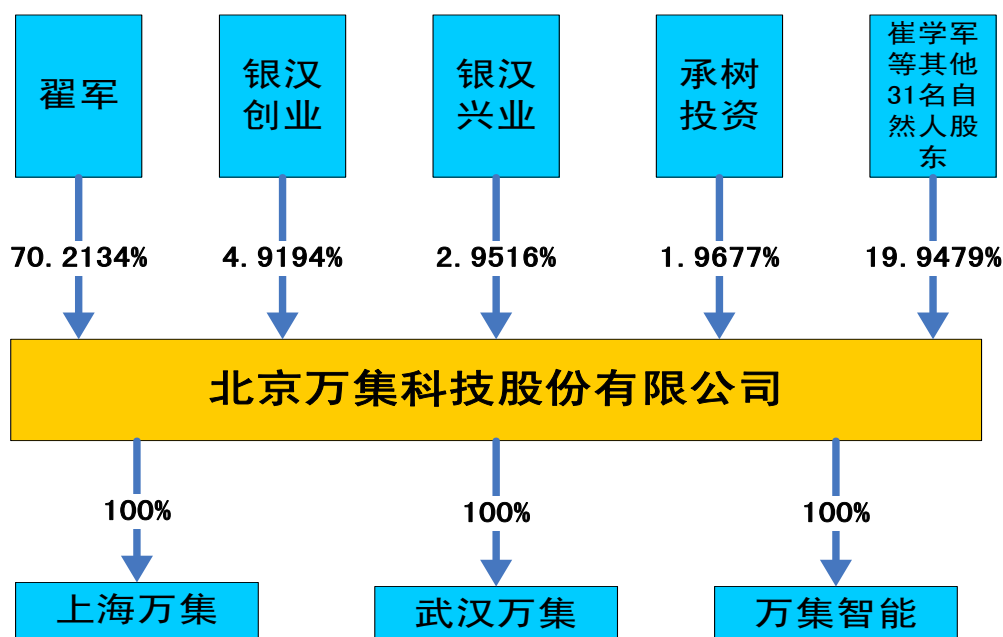 翟军
银汉
创业
银汉
兴业
承树
投资
崔学军
等其他
31名自
然人股
东
70.2134%
4.9194%
2.9516%
1.9677%
19.9479%
北京万集科技股份有限公司
100%
100%
100%
上海万集
武汉万集
万集智能